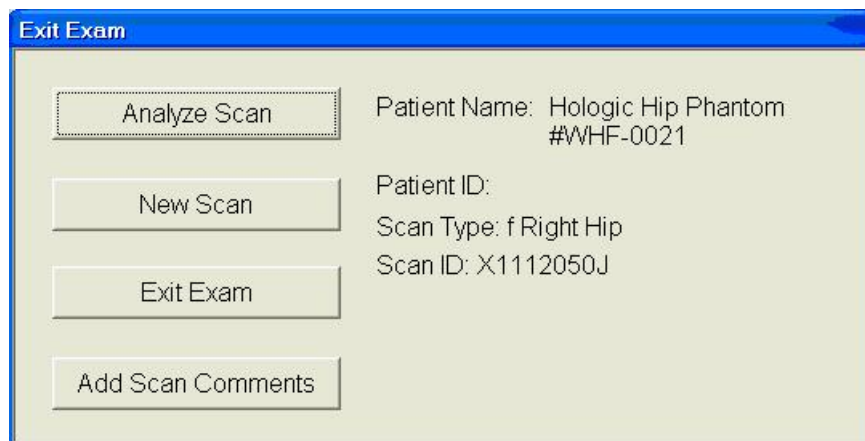 Exit Exam
Analyze Scan
Patient Name: Hologic Hip Phantom
#WHF-0021
New Scan
Patient ID:
Scan Type: f Right Hip
Scan ID: X1112050J
Exit Exam
Add Scan Comments